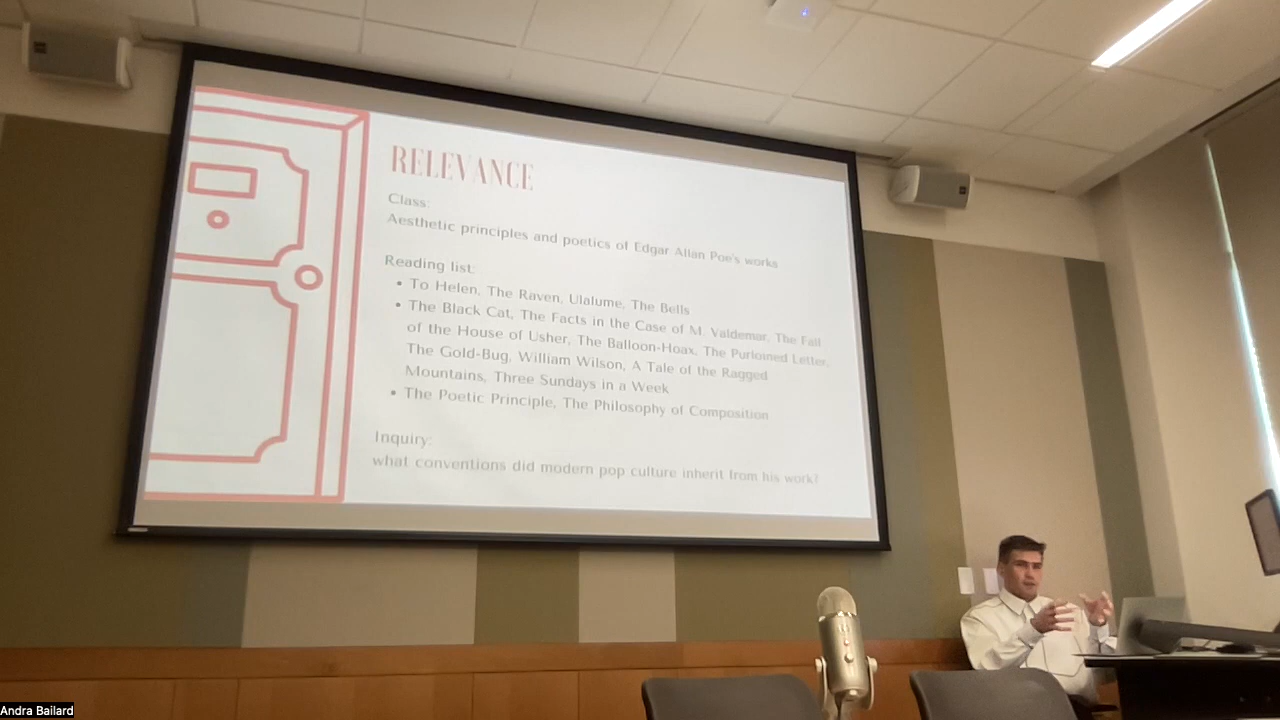 RELEVANCE
Class:
Aesthetic principles and poetics of Edgar Allan Poe's works
Reading list:
• To Helen, The Raven, Ulalume, The Bells
• The Black Cat, The Facts in the Case of M. Valdemar, The Fall
of the House of Usher, The Balloon-Hoax, The Purloined Letter,
The Gold-Bug, William Wilson, A Tale of the Ragged
Mountains, Three Sundays in a Week
• The Poetic Principle, The Philosophy of Composition
Inquiry:
what conventions did modern pop culture inherit from his work?
Andra Bailard